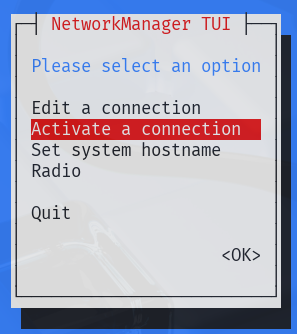 NetworkManager TUI
Please select an option
Edit a connection
Activate a connection
Set system hostname
Radio
Quit
<OK>